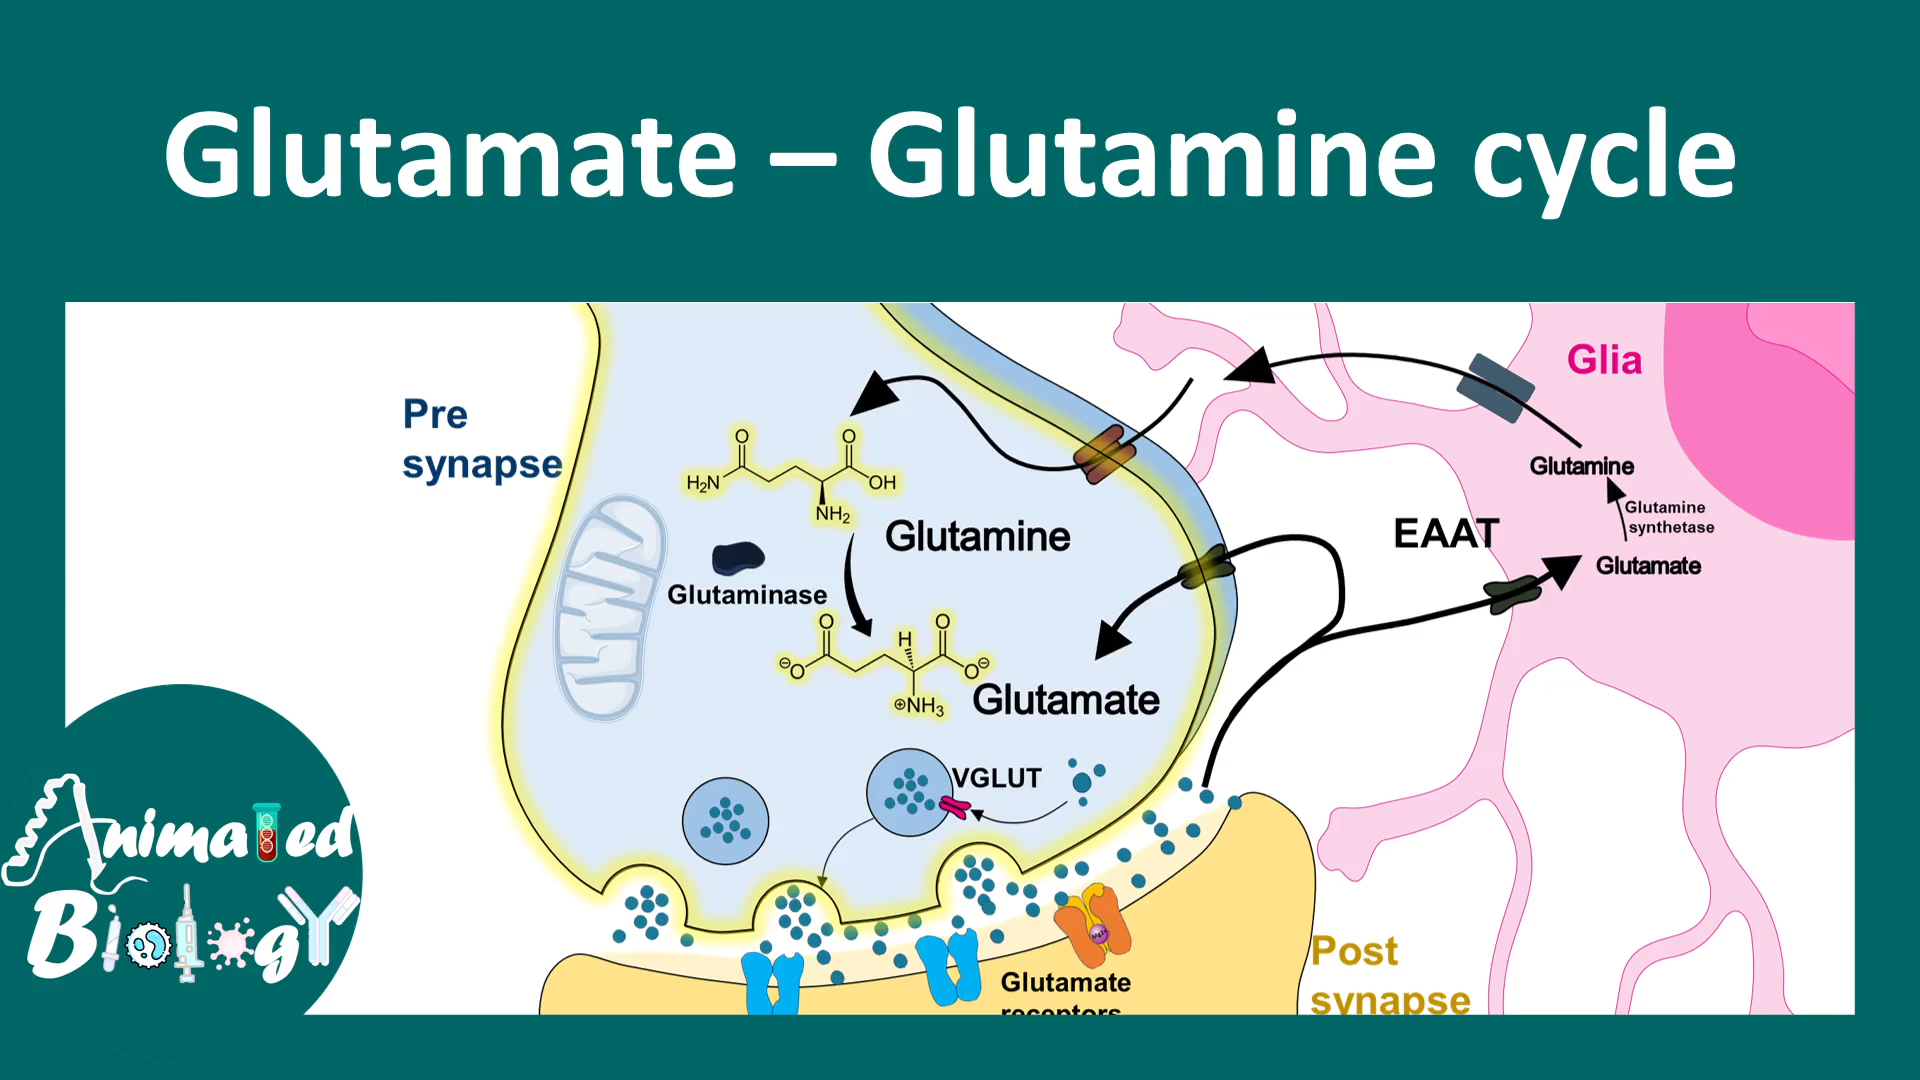 Glutamate – Glutamine cycle
Glia
Pre
synapse
O
O
H₂N
OH
NH₂
Glutamine
Glutamine
Glutamine
synthetase
EAAT
Glutamate
Glutaminase
O
H
O
⊖O
O⊖
⊕NH₃
Glutamate
VGLUT
Animated
Biology
Post
synapse
Glutamate
receptors